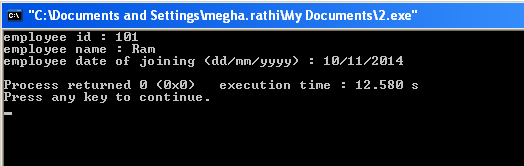 "C:\Documents and Settings\megha.rathi\My Documents\2.exe"
employee id : 101
employee name : Ram
employee date of joining (dd/mm/yyyy) : 10/11/2014
Process returned 0 (0x0)   execution time : 12.580 s
Press any key to continue.